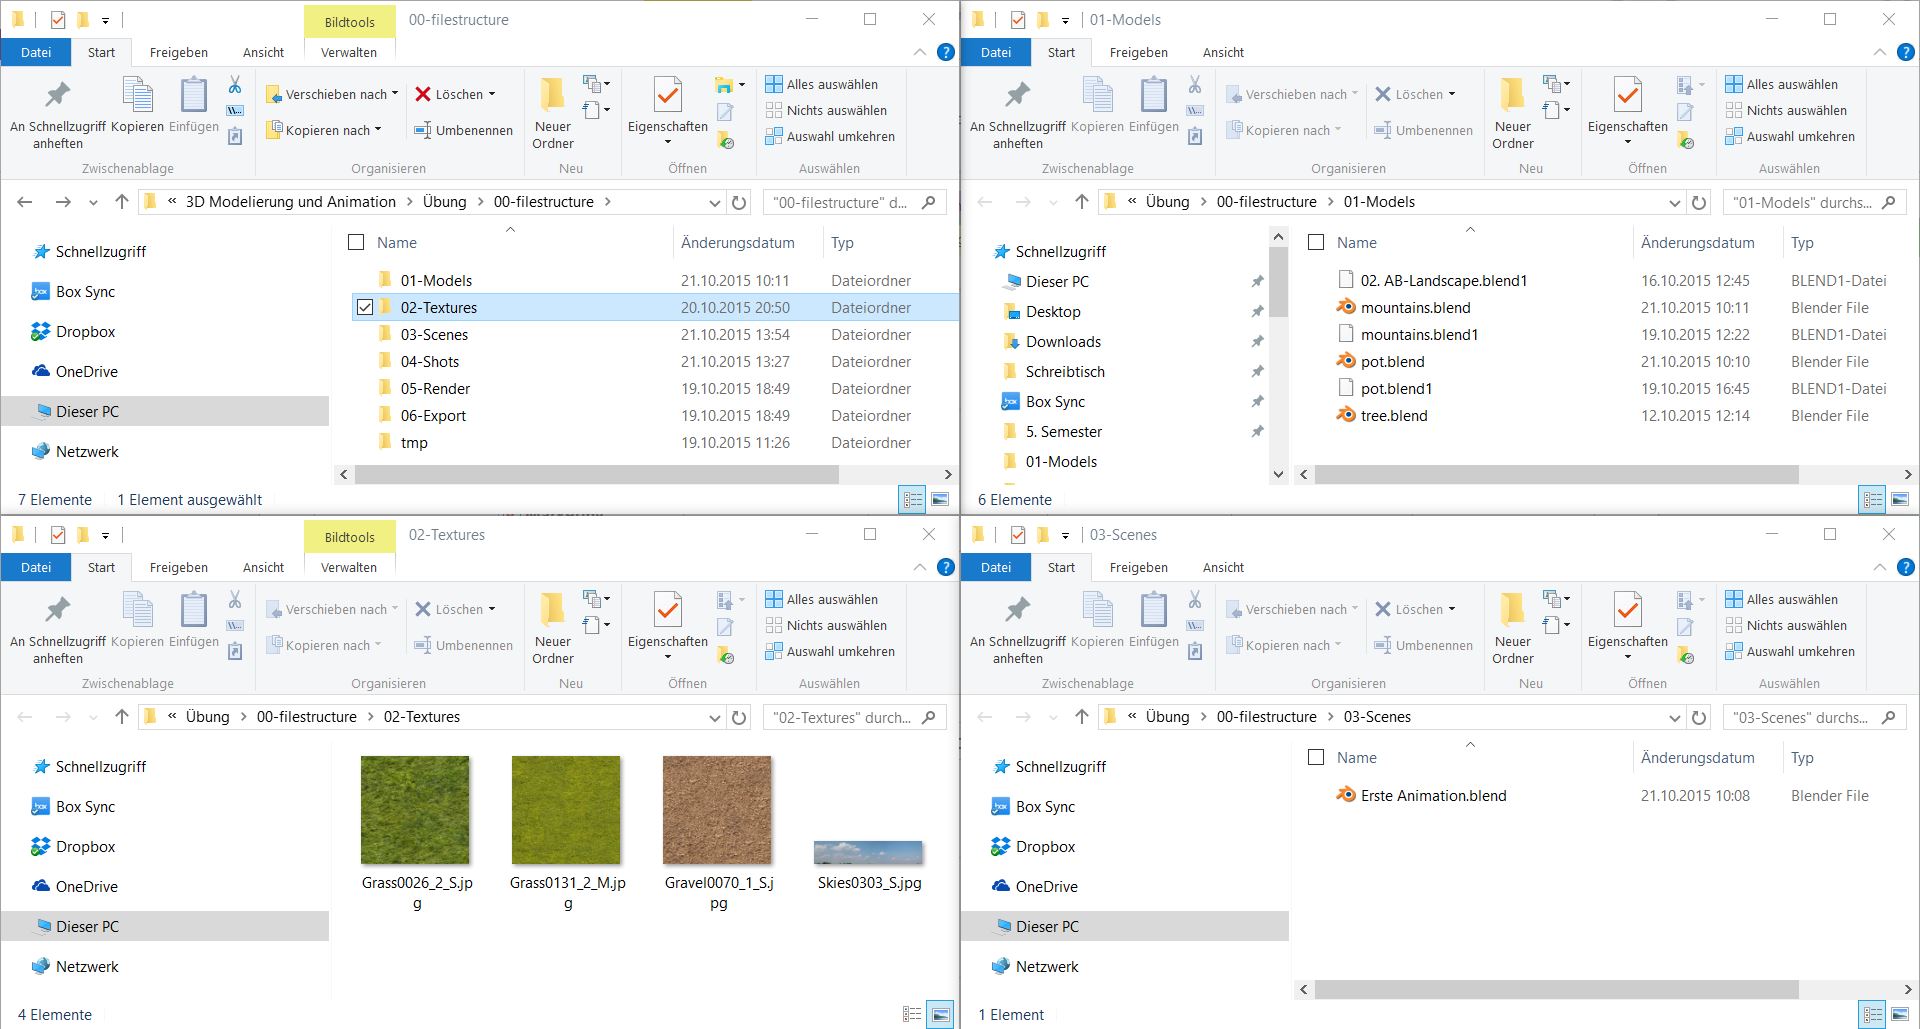 Bildtools 00-filestructure
Datei Start Freigeben Ansicht Verwalten
An Schnellzugriff anheften
Kopieren
Einfügen
Verschieben nach
Kopieren nach
Löschen
Umbenennen
Neuer Ordner
Eigenschaften
Alles auswählen
Nichts auswählen
Auswahl umkehren
Zwischenablage Organisieren Neu Öffnen Auswählen
« 3D Modelierung und Animation > Übung > 00-filestructure > "00-filestructure" d...
Schnellzugriff
Box Sync
Dropbox
OneDrive
Dieser PC
Netzwerk
Name Änderungsdatum Typ
01-Models 21.10.2015 10:11 Dateiordner
02-Textures 20.10.2015 20:50 Dateiordner
03-Scenes 21.10.2015 13:54 Dateiordner
04-Shots 21.10.2015 13:27 Dateiordner
05-Render 19.10.2015 18:49 Dateiordner
06-Export 19.10.2015 18:49 Dateiordner
tmp 19.10.2015 11:26 Dateiordner
7 Elemente 1 Element ausgewählt
01-Models
Datei Start Freigeben Ansicht
An Schnellzugriff anheften
Kopieren
Einfügen
Verschieben nach
Kopieren nach
Löschen
Umbenennen
Neuer Ordner
Eigenschaften
Alles auswählen
Nichts auswählen
Auswahl umkehren
Zwischenablage Organisieren Neu Öffnen Auswählen
« Übung > 00-filestructure > 01-Models "01-Models" durchs...
Schnellzugriff
Dieser PC
Desktop
Downloads
Schreibtisch
Box Sync
5. Semester
01-Models
Name Änderungsdatum Typ
02. AB-Landscape.blend1 16.10.2015 12:45 BLEND1-Datei
mountains.blend 21.10.2015 10:11 Blender File
mountains.blend1 19.10.2015 12:22 BLEND1-Datei
pot.blend 21.10.2015 10:10 Blender File
pot.blend1 19.10.2015 16:45 BLEND1-Datei
tree.blend 12.10.2015 12:14 Blender File
6 Elemente
Bildtools 02-Textures
Datei Start Freigeben Ansicht Verwalten
An Schnellzugriff anheften
Kopieren
Einfügen
Verschieben nach
Kopieren nach
Löschen
Umbenennen
Neuer Ordner
Eigenschaften
Alles auswählen
Nichts auswählen
Auswahl umkehren
Zwischenablage Organisieren Neu Öffnen Auswählen
« Übung > 00-filestructure > 02-Textures "02-Textures" durch...
Schnellzugriff
Box Sync
Dropbox
OneDrive
Dieser PC
Netzwerk
Grass0026_2_S.jpg
Grass0131_2_M.jpg
Gravel0070_1_S.jpg
Skies0303_S.jpg
4 Elemente
03-Scenes
Datei Start Freigeben Ansicht
An Schnellzugriff anheften
Kopieren
Einfügen
Verschieben nach
Kopieren nach
Löschen
Umbenennen
Neuer Ordner
Eigenschaften
Alles auswählen
Nichts auswählen
Auswahl umkehren
Zwischenablage Organisieren Neu Öffnen Auswählen
« Übung > 00-filestructure > 03-Scenes "03-Scenes" durchs...
Schnellzugriff
Box Sync
Dropbox
OneDrive
Dieser PC
Netzwerk
Name Änderungsdatum Typ
Erste Animation.blend 21.10.2015 10:08 Blender File
1 Element